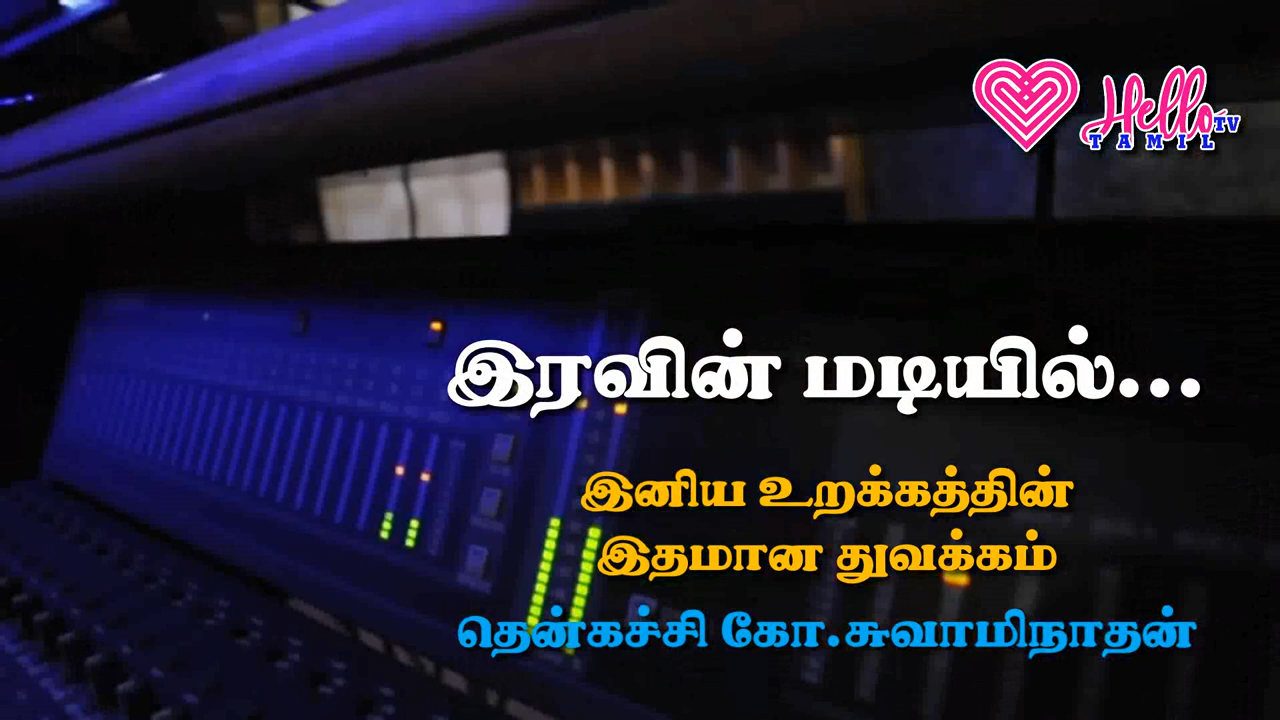 Hello TV
TAMIL
இரவின் மடியில்...
இனிய உறக்கத்தின்
இதமான துவக்கம்
தென்கச்சி கோ.சுவாமிநாதன்